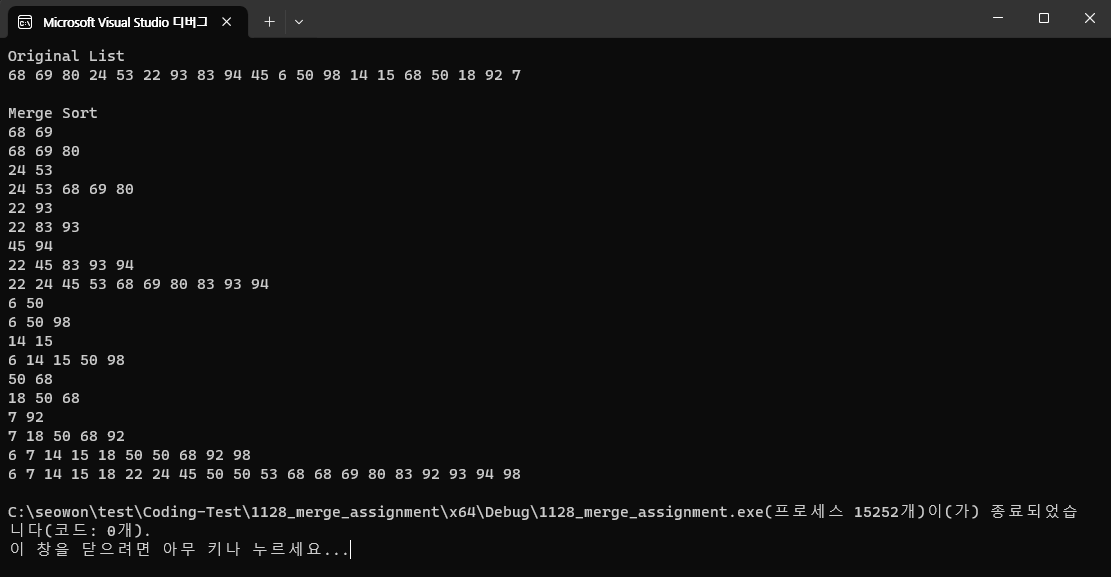 Microsoft Visual Studio 디버그
Original List
68 69 80 24 53 22 93 83 94 45 6 50 98 14 15 68 50 18 92 7
Merge Sort
68 69
68 69 80
24 53
24 53 68 69 80
22 93
22 83 93
45 94
22 45 83 93 94
22 24 45 53 68 69 80 83 93 94
6 50
6 50 98
14 15
6 14 15 50 98
50 68
18 50 68
7 92
7 18 50 68 92
6 7 14 15 18 50 50 68 92 98
6 7 14 15 18 22 24 45 50 50 53 68 68 69 80 83 92 93 94 98
C:\seowon\test\Coding-Test\1128_merge_assignment\x64\Debug\1128_merge_assignment.exe(프로세스 15252개)이(가) 종료되었습
니다(코드: 0개).
이 창을 닫으려면 아무 키나 누르세요...